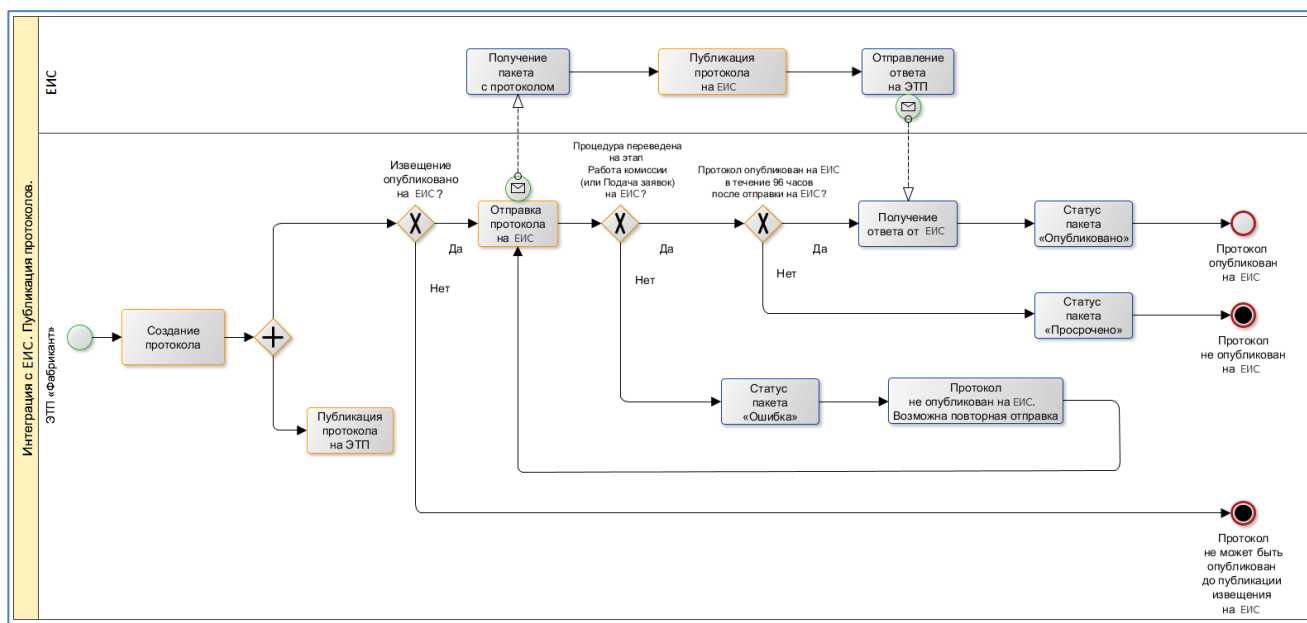 Интеграция с ЕИС. Публикация протоколов.
ЕИС
Получение
пакета
с протоколом
Публикация
протокола
на ЕИС
Отправление
ответа
на ЭТП
ЭТП «Фабрикант»
Создание
протокола
Публикация
протокола
на ЭТП
Извещение
опубликовано
на ЕИС?
Да
Нет
Отправка
протокола
на ЕИС
Процедура переведена
на этап
Работа комиссии
(или Подача заявок)
на ЕИС?
Да
Нет
Протокол опубликован на ЕИС
в течение 96 часов
после отправки на ЕИС?
Да
Нет
Получение
ответа от ЕИС
Статус
пакета
«Опубликовано»
Протокол
опубликован
на ЕИС
Статус
пакета
«Просрочено»
Протокол
не опубликован
на ЕИС
Статус
пакета
«Ошибка»
Протокол
не опубликован на ЕИС.
Возможна повторная отправка
Протокол
не может быть
опубликован
до публикации
извещения
на ЕИС